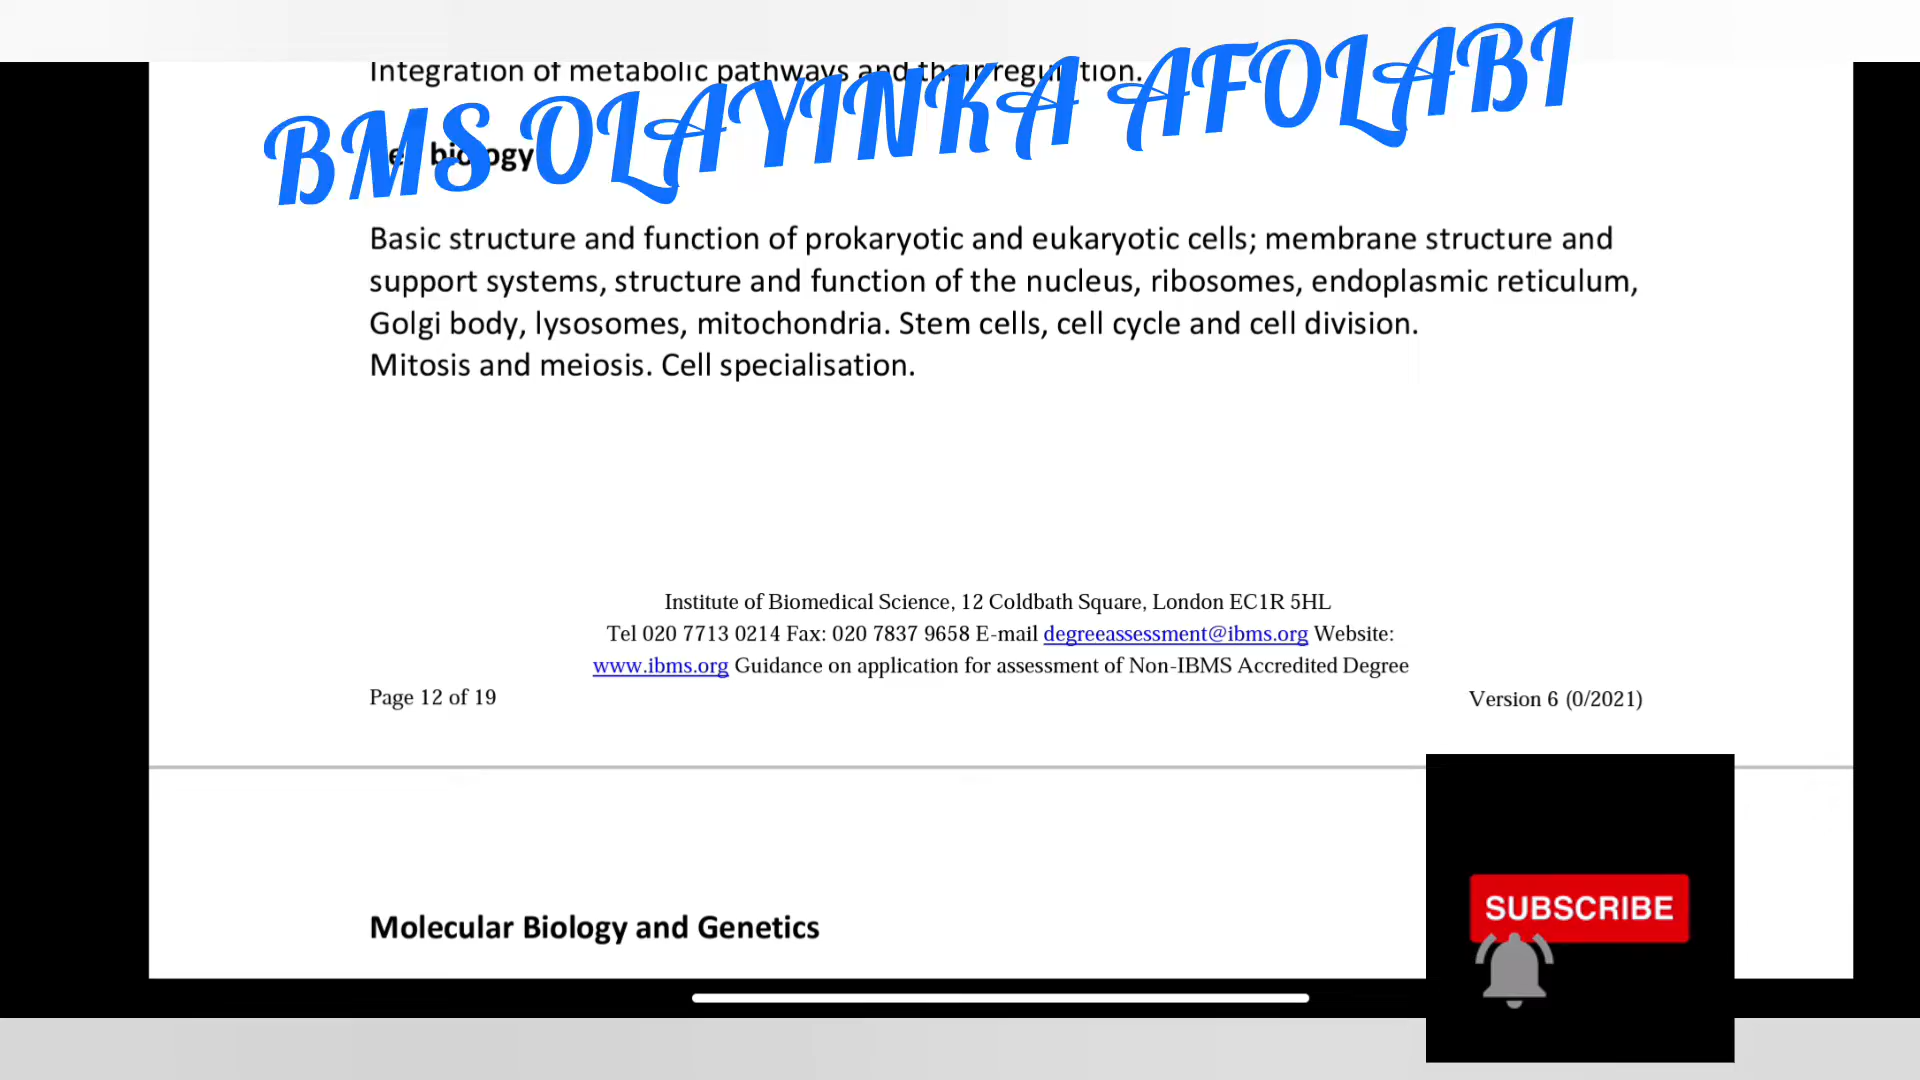 Integration of metabolic pathways and their regulation.
BMS OLAYINKA AFOLABI
Cell biology
Basic structure and function of prokaryotic and eukaryotic cells; membrane structure and
support systems, structure and function of the nucleus, ribosomes, endoplasmic reticulum,
Golgi body, lysosomes, mitochondria. Stem cells, cell cycle and cell division.
Mitosis and meiosis. Cell specialisation.
Institute of Biomedical Science, 12 Coldbath Square, London EC1R 5HL
Tel 020 7713 0214 Fax: 020 7837 9658 E-mail degreeassessment@ibms.org Website:
www.ibms.org Guidance on application for assessment of Non-IBMS Accredited Degree
Page 12 of 19
Version 6 (0/2021)
Molecular Biology and Genetics
SUBSCRIBE